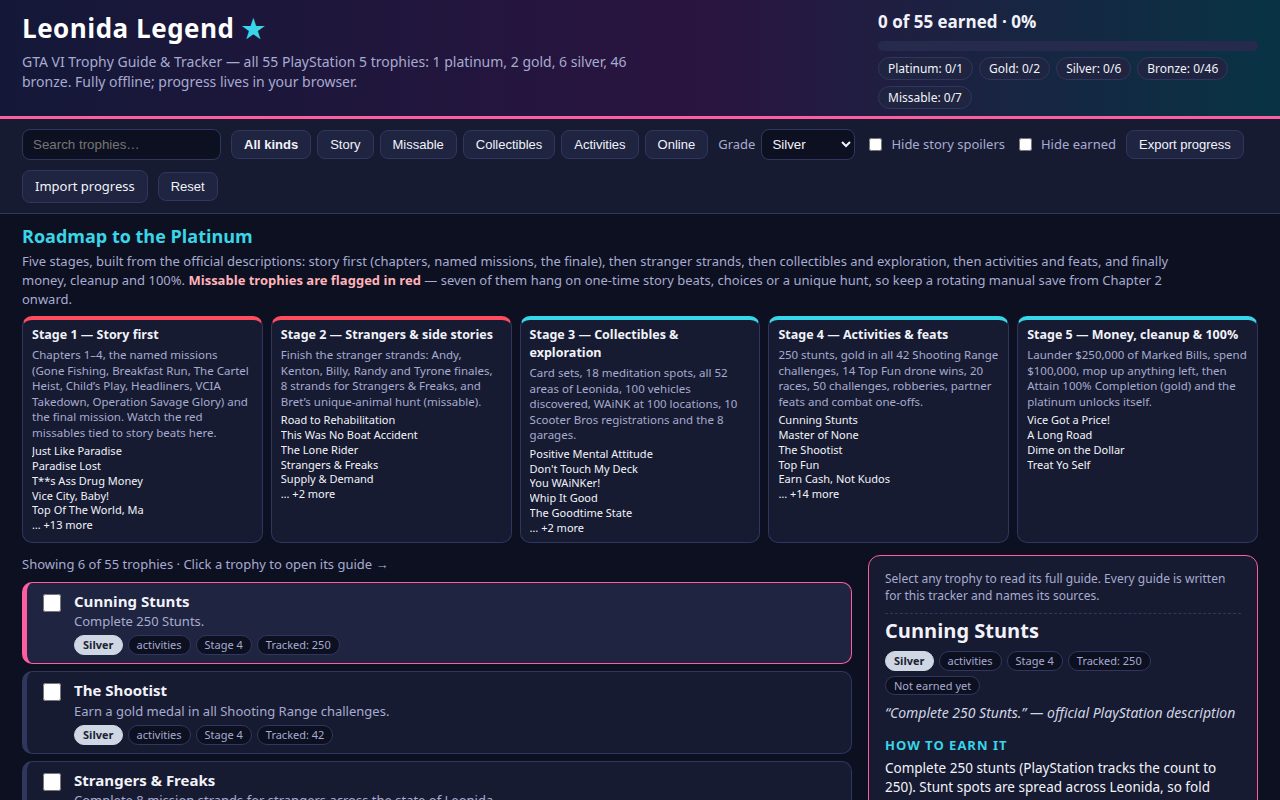 Leonida Legend ★
GTA VI Trophy Guide & Tracker — all 55 PlayStation 5 trophies: 1 platinum, 2 gold, 6 silver, 46
bronze. Fully offline; progress lives in your browser.
0 of 55 earned · 0%
Platinum: 0/1
Gold: 0/2
Silver: 0/6
Bronze: 0/46
Missable: 0/7
Search trophies…
All kinds
Story
Missable
Collectibles
Activities
Online
Grade
Silver
Hide story spoilers
Hide earned
Export progress
Import progress
Reset
Roadmap to the Platinum
Five stages, built from the official descriptions: story first (chapters, named missions, the finale), then stranger strands, then collectibles and exploration, then activities and feats, and finally
money, cleanup and 100%. Missable trophies are flagged in red — seven of them hang on one-time story beats, choices or a unique hunt, so keep a rotating manual save from Chapter 2
onward.
Stage 1 — Story first
Chapters 1–4, the named missions
(Gone Fishing, Breakfast Run, The Cartel
Heist, Child’s Play, Headliners, VCIA
Takedown, Operation Savage Glory) and
the final mission. Watch the red
missables tied to story beats here.
Just Like Paradise
Paradise Lost
T**s Ass Drug Money
Vice City, Baby!
Top Of The World, Ma
… +13 more
Stage 2 — Strangers & side stories
Finish the stranger strands: Andy,
Kenton, Billy, Randy and Tyrone finales,
8 strands for Strangers & Freaks, and
Bret’s unique-animal hunt (missable).
Road to Rehabilitation
This Was No Boat Accident
The Lone Rider
Strangers & Freaks
Supply & Demand
… +2 more
Stage 3 — Collectibles &
exploration
Card sets, 18 meditation spots, all 52
areas of Leonida, 100 vehicles
discovered, WAiNK at 100 locations, 10
Scooter Bros registrations and the 8
garages.
Positive Mental Attitude
Don't Touch My Deck
You WAiNKer!
Whip It Good
The Goodtime State
… +2 more
Stage 4 — Activities & feats
250 stunts, gold in all 42 Shooting Range
challenges, 14 Top Fun drone wins, 20
races, 50 challenges, robberies, partner
feats and combat one-offs.
Cunning Stunts
Master of None
The Shootist
Top Fun
Earn Cash, Not Kudos
… +14 more
Stage 5 — Money, cleanup & 100%
Launder $250,000 of Marked Bills, spend
$100,000, mop up anything left, then
Attain 100% Completion (gold) and the
platinum unlocks itself.
Vice Got a Price!
A Long Road
Dime on the Dollar
Treat Yo Self
Showing 6 of 55 trophies · Click a trophy to open its guide →
Cunning Stunts
Complete 250 Stunts.
Silver
activities
Stage 4
Tracked: 250
The Shootist
Earn a gold medal in all Shooting Range challenges.
Silver
activities
Stage 4
Tracked: 42
Strangers & Freaks
Complete 8 mission strands for strangers across the state of Leonida.
Select any trophy to read its full guide. Every guide is written
for this tracker and names its sources.
Cunning Stunts
Silver
activities
Stage 4
Tracked: 250
Not earned yet
“Complete 250 Stunts.” — official PlayStation description
HOW TO EARN IT
Complete 250 stunts (PlayStation tracks the count to
250). Stunt spots are spread across Leonida, so fold